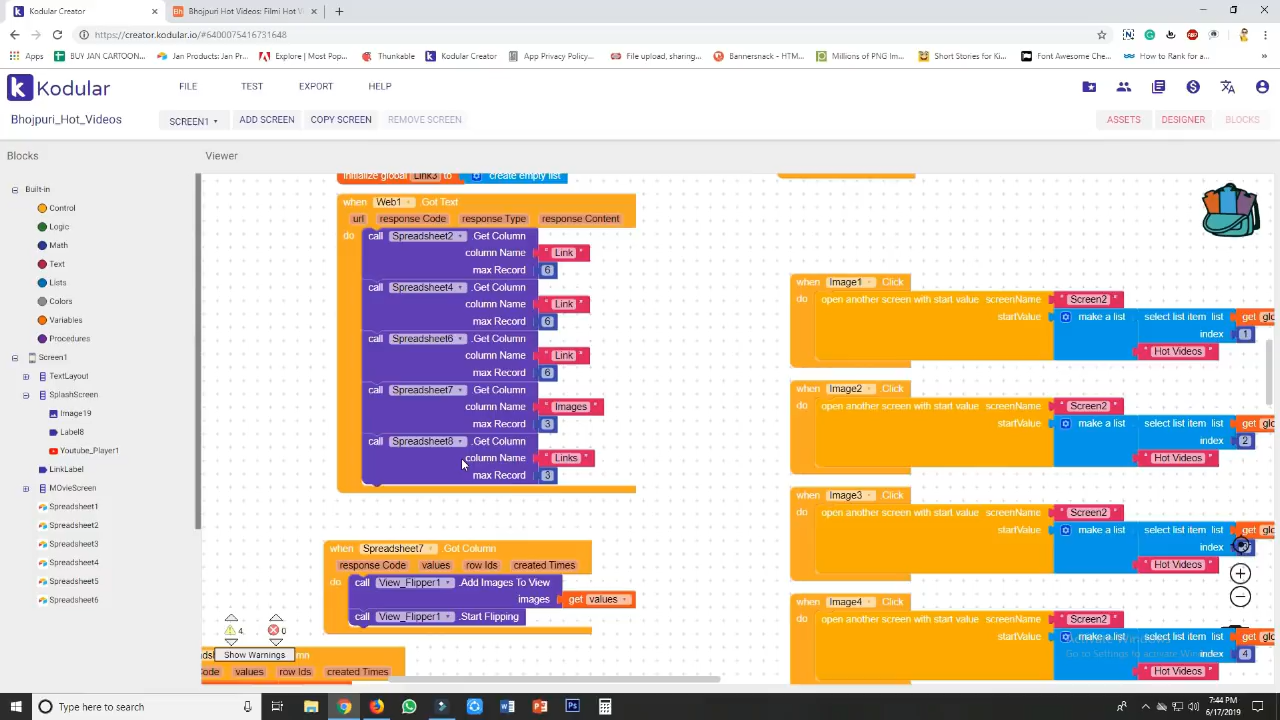 Kodular Creator
Bhojpuri Hot Videos Filmi Hot V
https://creator.kodular.io/#6400075416731648
Apps
BUY JAN CARTOON...
Jan Products: Jan Pr...
Explore | Most Pop...
Thunkable
Kodular Creator
App Privacy Policy...
File upload, sharing...
Bannersnack - HTM...
Millions of PNG Im...
Short Stories for Ki...
Font Awesome Che...
How to Rank for a...
Kodular
FILE
TEST
EXPORT
HELP
Bhojpuri_Hot_Videos
SCREEN1
ADD SCREEN
COPY SCREEN
REMOVE SCREEN
ASSETS
DESIGNER
BLOCKS
Blocks
Viewer
Built-in
Control
Logic
Math
Text
Lists
Colors
Variables
Procedures
Screen1
TextLayout
SplashScreen
Image19
Label8
Youtube_Player1
LinkLabel
MOvieScreen
Spreadsheet1
Spreadsheet2
Spreadsheet3
Spreadsheet4
Spreadsheet5
Spreadsheet6
initialize global Link3 to create empty list
when Web1 .Got Text
url response Code response Type response Content
do call Spreadsheet2 .Get Column
column Name " Link "
max Record 6
call Spreadsheet4 .Get Column
column Name " Link "
max Record 6
call Spreadsheet6 .Get Column
column Name " Link "
max Record 6
call Spreadsheet7 .Get Column
column Name " Images "
max Record 3
call Spreadsheet8 .Get Column
column Name " Links "
max Record 3
when Spreadsheet7 .Got Column
response Code values row Ids created Times
do call View_Flipper1 .Add Images To View
images get values
call View_Flipper1 .Start Flipping
4
0
Show Warnings
values row Ids created Times
when Image1 .Click
do open another screen with start value screenName " Screen2 "
startValue make a list select list item list get
index 1
" Hot Videos "
when Image2 .Click
do open another screen with start value screenName " Screen2 "
startValue make a list select list item list get
index 2
" Hot Videos "
when Image3 .Click
do open another screen with start value screenName " Screen2 "
startValue make a list select list item list get
index
" Hot Videos "
when Image4 .Click
do open another screen with start value screenName " Screen2 "
startValue make a list select list item list get
index 4
" Hot Videos "
Go to Settings to activate Windows
Type here to search
7:44 PM
6/17/2019